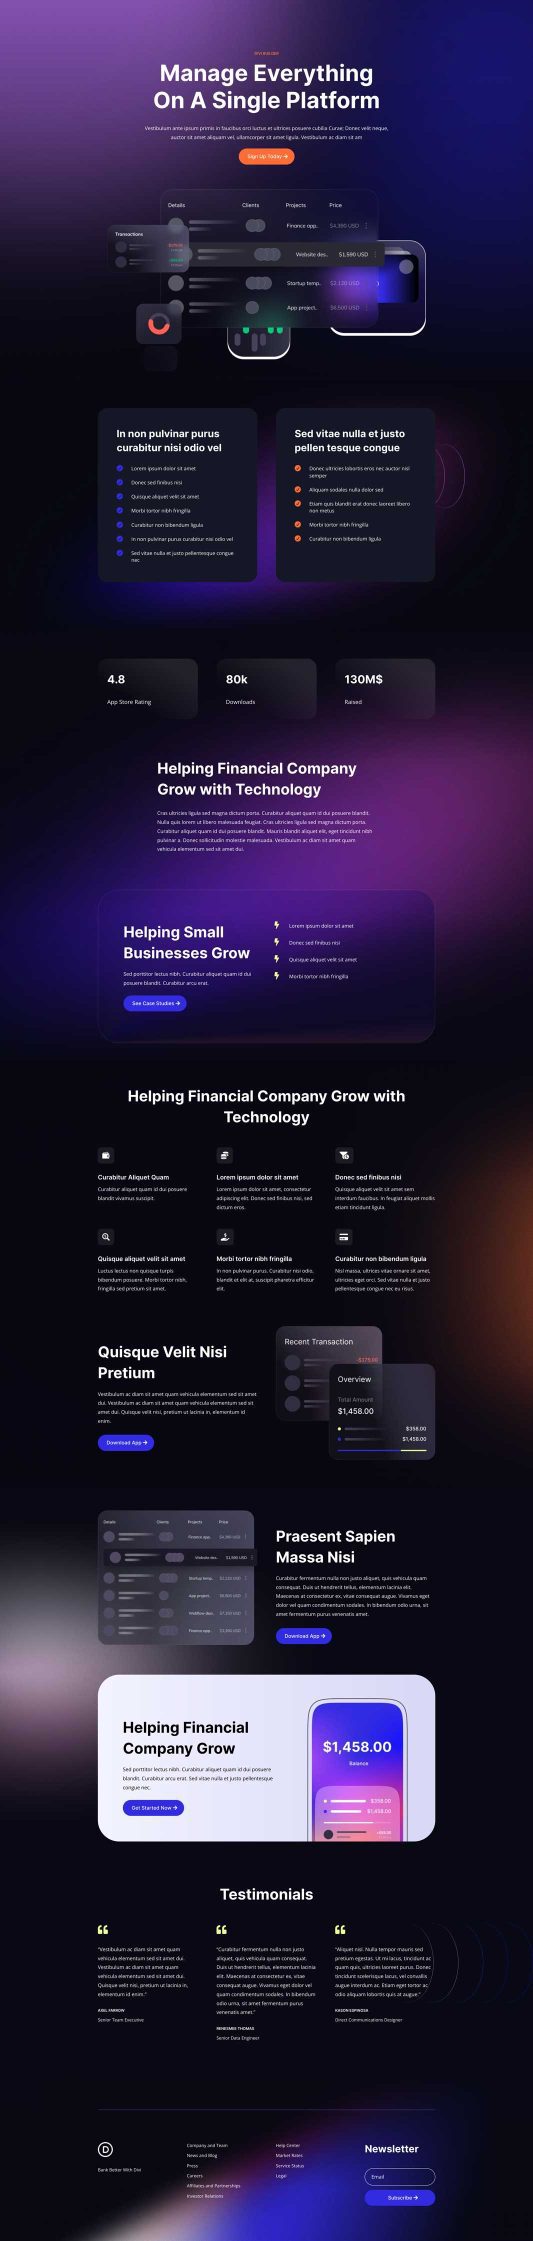 DIVI BUILDER
Manage Everything
On A Single Platform
Vestibulum ante ipsum primis in faucibus orci luctus et ultrices posuere cubilia Curae; Donec velit neque,
auctor sit amet aliquam vel, ullamcorper sit amet ligula. Vestibulum ac diam sit am
Sign Up Today
Details Clients Projects Price
Finance app.. $4,390 USD
Transactions
Website des.. $1,590 USD
Startup temp.. $2,120 USD
App project.. $6,500 USD
In non pulvinar purus
curabitur nisi odio vel
Lorem ipsum dolor sit amet
Donec sed finibus nisi
Quisque aliquet velit sit amet
Morbi tortor nibh fringilla
Curabitur non bibendum ligula
In non pulvinar purus curabitur nisi odio vel
Sed vitae nulla et justo pellentesque congue
nec
Sed vitae nulla et justo
pellen tesque congue
Donec ultricies lobortis eros nec auctor nisl
semper
Aliquam sodales nulla dolor sed
Etiam quis blandit erat donec laoreet libero
non metus
Morbi tortor nibh fringilla
Curabitur non bibendum ligula
4.8
App Store Rating
80k
Downloads
130M$
Raised
Helping Financial Company
Grow with Technology
Cras ultricies ligula sed magna dictum porta. Curabitur aliquet quam id dui posuere blandit.
Nulla quis lorem ut libero malesuada feugiat. Cras ultricies ligula sed magna dictum porta.
Curabitur aliquet quam id dui posuere blandit. Mauris blandit aliquet elit, eget tincidunt nibh
pulvinar a. Donec sollicitudin molestie malesuada. Vestibulum ac diam sit amet quam
vehicula elementum sed sit amet dui.
Helping Small
Businesses Grow
Sed porttitor lectus nibh. Curabitur aliquet quam id dui
posuere blandit. Curabitur arcu erat.
See Case Studies
Lorem ipsum dolor sit amet
Donec sed finibus nisi
Quisque aliquet velit sit amet
Morbi tortor nibh fringilla
Helping Financial Company Grow with
Technology
Curabitur Aliquet Quam
Curabitur aliquet quam id dui posuere
blandit vivamus suscipit.
Lorem ipsum dolor sit amet
Lorem ipsum dolor sit amet, consectetur
adipiscing elit. Donec sed finibus nisi, sed
dictum eros.
Donec sed finibus nisi
Quisque aliquet velit sit amet sem
interdum faucibus. In feugiat aliquet mollis
etiam tincidunt ligula.
Quisque aliquet velit sit amet
Luctus lectus non quisque turpis
bibendum posuere. Morbi tortor nibh,
fringilla sed pretium sit amet.
Morbi tortor nibh fringilla
In non pulvinar purus. Curabitur nisi odio,
blandit et elit at, suscipit pharetra efficitur
elit.
Curabitur non bibendum ligula
Nisl massa, ultricies vitae ornare sit amet,
ultricies eget orci. Sed vitae nulla et justo
pellentesque congue nec eu risus.
Quisque Velit Nisi
Pretium
Vestibulum ac diam sit amet quam vehicula elementum sed sit amet
dui. Vestibulum ac diam sit amet quam vehicula elementum sed sit
amet dui. Quisque velit nisi, pretium ut lacinia in, elementum id
enim.
Download App
Recent Transaction
-$179.00
Overview
Total Amount
$1,458.00
$358.00
$1,458.00
Details Clients Projects Price
Finance app.. $4,390 USD
Website des.. $1,590 USD
Startup temp.. $2,120 USD
App project.. $6,500 USD
Webflow des.. $7,150 USD
Finance app.. $3,390 USD
Praesent Sapien
Massa Nisi
Curabitur fermentum nulla non justo aliquet, quis vehicula quam
consequat. Duis ut hendrerit tellus, elementum lacinia elit.
Maecenas at consectetur ex, vitae consequat augue. Vivamus eget
dolor vel quam condimentum sodales. In bibendum odio urna, sit
amet fermentum purus venenatis amet.
Download App
Helping Financial
Company Grow
Sed porttitor lectus nibh. Curabitur aliquet quam id dui posuere
blandit. Curabitur arcu erat. Sed vitae nulla et justo pellentesque
congue nec.
Get Started Now
$1,458.00
Balance
$358.00
$1,458.00
Testimonials
"Vestibulum ac diam sit amet quam
vehicula elementum sed sit amet dui.
Vestibulum ac diam sit amet quam
vehicula elementum sed sit amet dui.
Quisque velit nisi, pretium ut lacinia in,
elementum id enim."
AXEL FARROW
Senior Team Executive
"Curabitur fermentum nulla non justo
aliquet, quis vehicula quam consequat.
Duis ut hendrerit tellus, elementum lacinia
elit. Maecenas at consectetur ex, vitae
consequat augue. Vivamus eget dolor vel
quam condimentum sodales. In bibendum
odio urna, sit amet fermentum purus
venenatis amet."
RENESMEE THOMAS
Senior Data Engineer
"Aliquet nisl. Nulla tempor mauris sed
pretium egestas. Ut mi lacus, tincidunt ac
quam quis, ultricies laoreet purus. Donec
tincidunt scelerisque lacus, vel convallis
augue interdum ac. Etiam eget tortor ac
odio aliquam lobortis quis at augue."
KASON ESPINOSA
Direct Communications Designer
D
Bank Better With Divi
Company and Team
News and Blog
Press
Careers
Affiliates and Partnerships
Investor Relations
Help Center
Market Rates
Service Status
Legal
Newsletter
Email
Subscribe